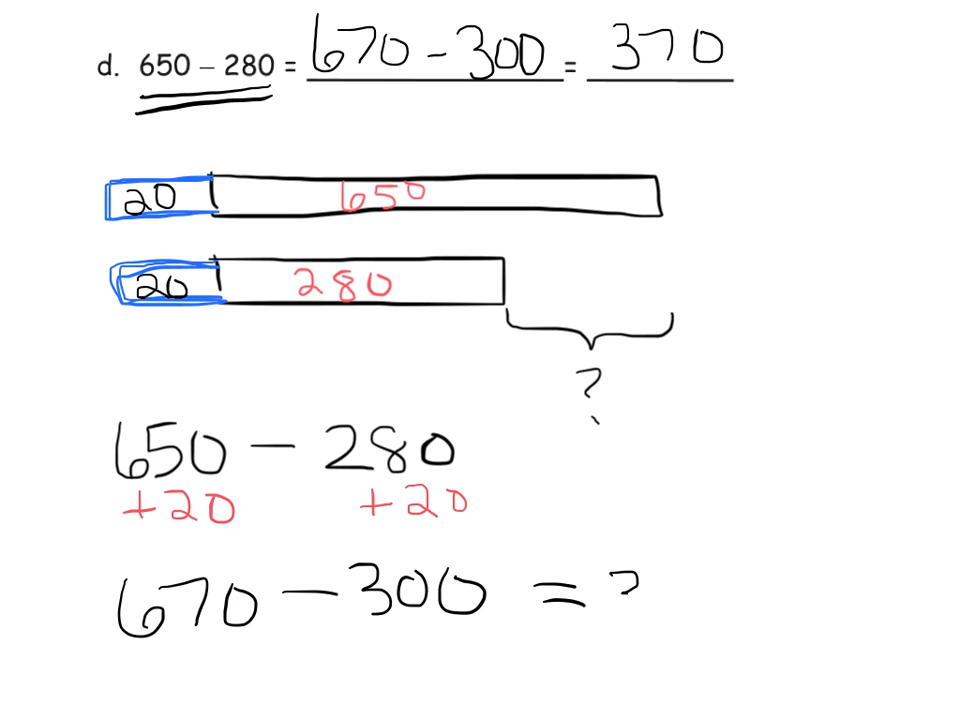 d. 650 – 280 = 670 - 300 = 370
20 650
20 280
?
650 - 280
+20 +20
670 - 300 = ?